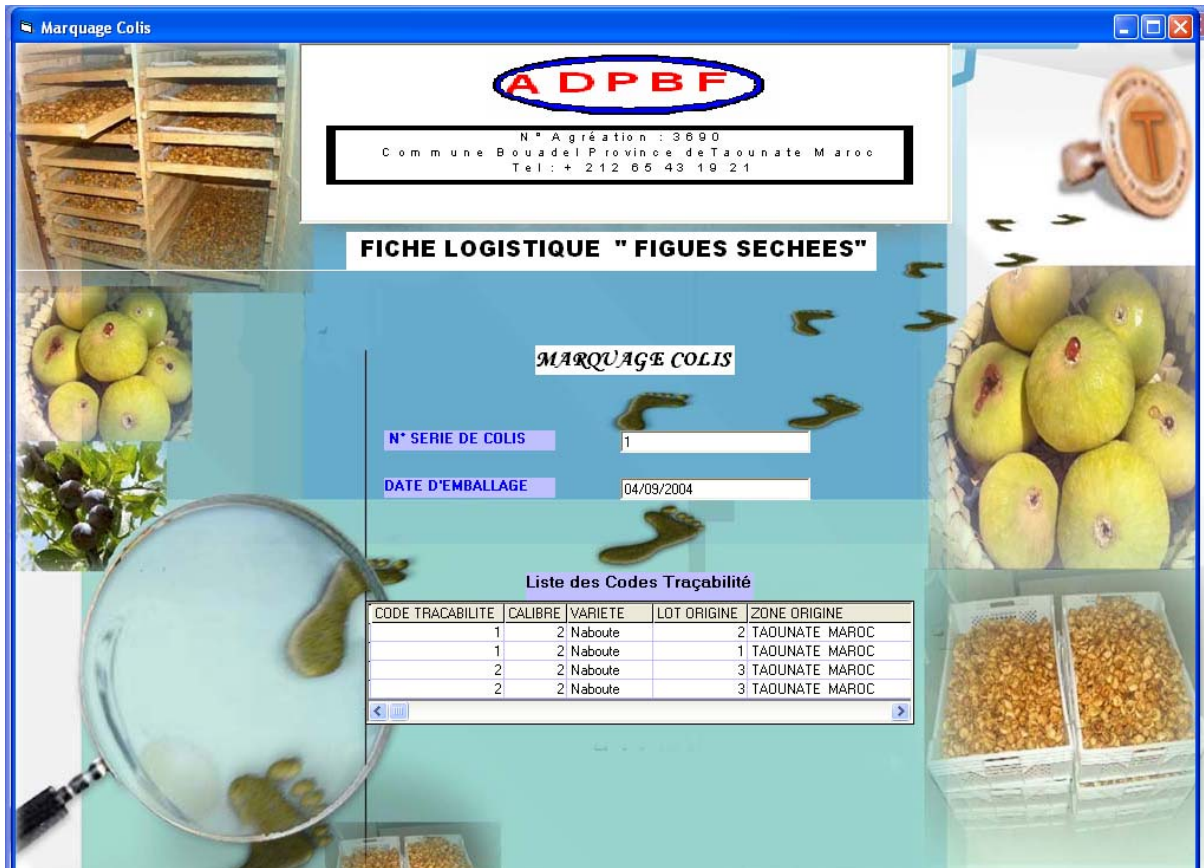 Marquage Colis
ADPBF
N° Agréation : 3690
Commune Bouadel Province deTaounate Maroc
Tel:+ 212 65 43 19 21
FICHE LOGISTIQUE " FIGUES SECHEES"
MARQUAGE COLIS
N° SERIE DE COLIS 1
DATE D'EMBALLAGE 04/09/2004
Liste des Codes Traçabilité
CODE TRACABILITE CALIBRE VARIETE LOT ORIGINE ZONE ORIGINE
1 2 Naboute 2 TAOUNATE MAROC
1 2 Naboute 1 TAOUNATE MAROC
2 2 Naboute 3 TAOUNATE MAROC
2 2 Naboute 3 TAOUNATE MAROC
T